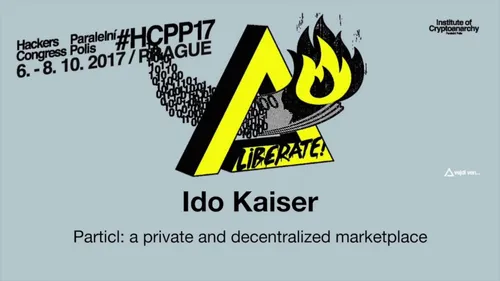 Hackers Paralelní #HCPP17
Congress Polis
6. - 8. 10. 2017 / PRAGUE
Institute of
Cryptoanarchy
LIBERATE!
Ido Kaiser
Particl: a private and decentralized marketplace